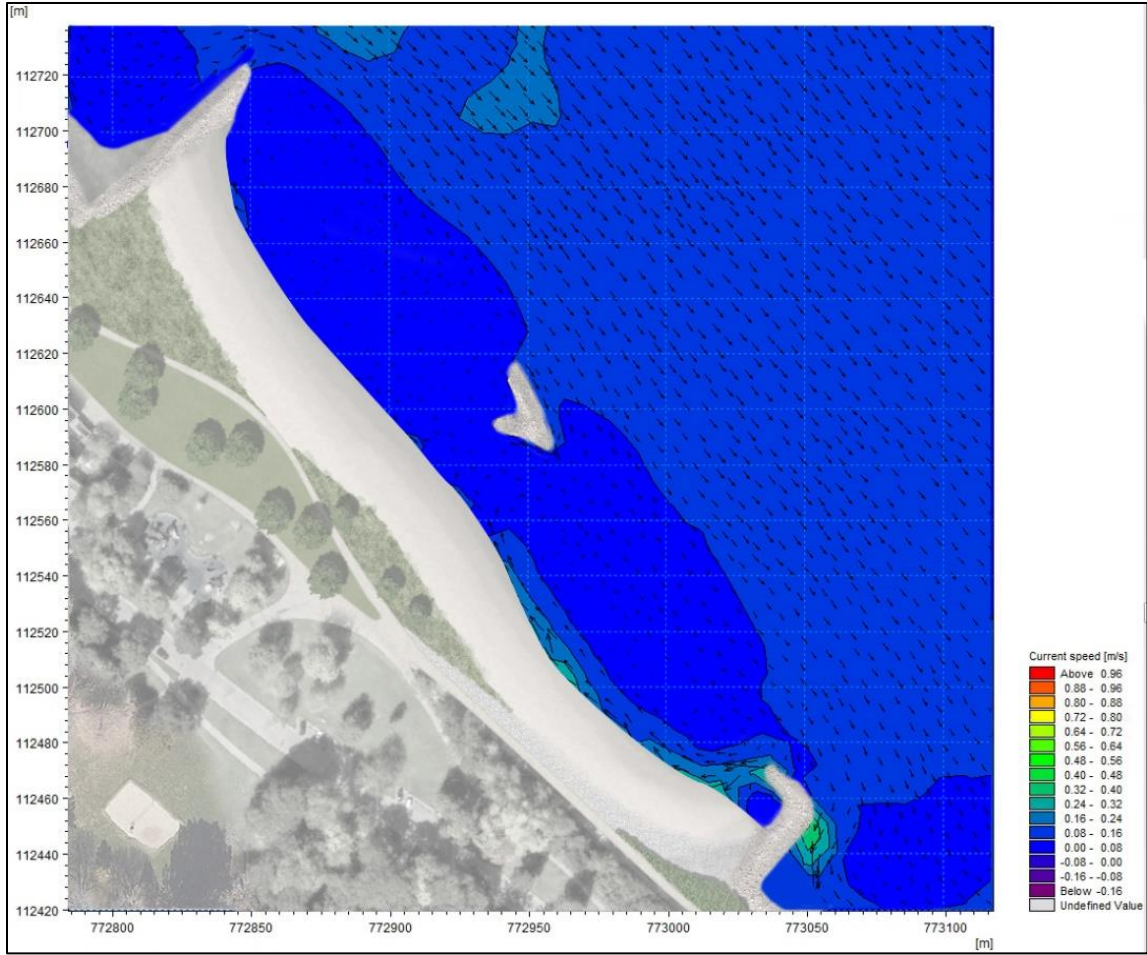 [m]
112720
112700
112680
112660
112640
112620
112600
112580
112560
112540
112520
112500
112480
112460
112440
112420
772800 772850 772900 772950 773000 773050 773100
[m]
Current speed [m/s]
Above 0.96
0.88 - 0.96
0.80 - 0.88
0.72 - 0.80
0.64 - 0.72
0.56 - 0.64
0.48 - 0.56
0.40 - 0.48
0.32 - 0.40
0.24 - 0.32
0.16 - 0.24
0.08 - 0.16
0.00 - 0.08
-0.08 - 0.00
-0.16 - -0.08
Below -0.16
Undefined Value